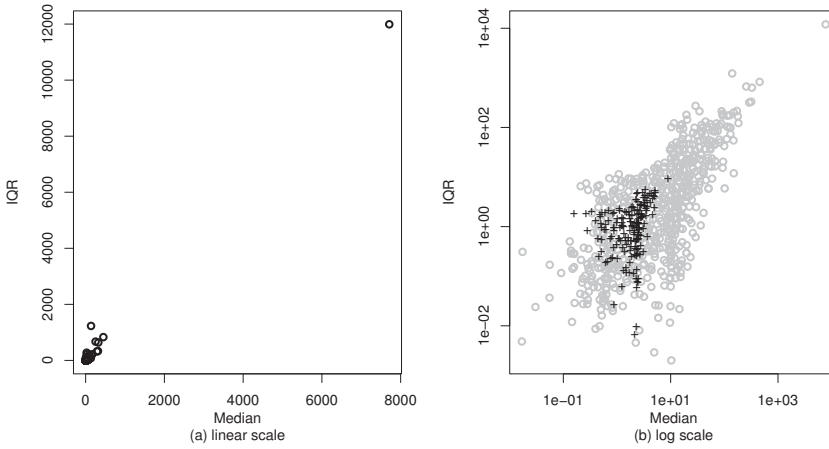 IQR
12000
10000
8000
6000
4000
2000
0
0 2000 4000 6000 8000
Median
(a) linear scale
IQR
1e+04
1e+02
1e+00
1e−02
1e−01 1e+01 1e+03
Median
(b) log scale